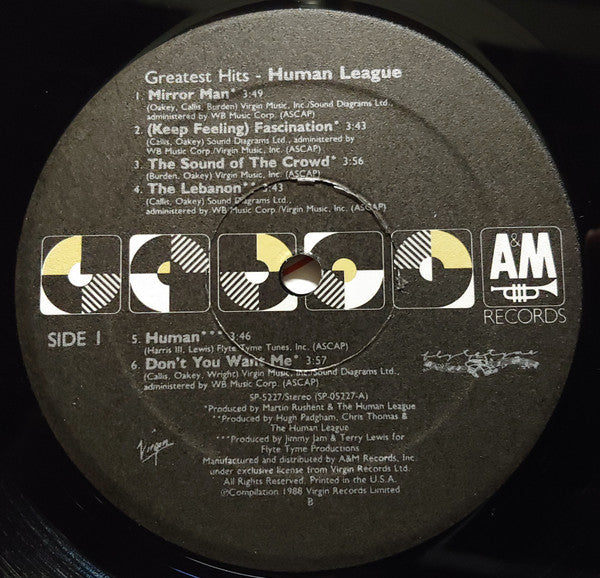 Greatest Hits - Human League
1. Mirror Man* 3:49
(Oakey, Callis, Burden) Virgin Music, Inc./Sound Diagrams Ltd.,
administered by WB Music Corp. (ASCAP)
2. (Keep Feeling) Fascination* 3:43
(Callis, Oakey) Sound Diagrams Ltd., administered by
WB Music Corp./Virgin Music, Inc. (ASCAP)
3. The Sound of The Crowd* 3:56
(Burden, Oakey) Virgin Music, Inc. (ASCAP)
4. The Lebanon** 3:43
(Callis, Oakey) Sound Diagrams Ltd.,
administered by WB Music Corp./Virgin Music, Inc. (ASCAP)
A&M
RECORDS
SIDE 1
5. Human*** 3:46
(Harris III, Lewis) Flyte Tyme Tunes, Inc. (ASCAP)
6. Don't You Want Me* 3:57
(Callis, Oakey, Wright) Virgin Music, Inc./Sound Diagrams Ltd.,
administered by WB Music Corp. (ASCAP)
SP-5227/Stereo (SP-05227-A)
*Produced by Martin Rushent & The Human League
**Produced by Hugh Padgham, Chris Thomas &
The Human League
***Produced by Jimmy Jam & Terry Lewis for
Flyte Tyme Productions
Virgin
Manufactured and distributed by A&M Records, Inc.
under exclusive license from Virgin Records Ltd.
All Rights Reserved. Printed in the U.S.A.
℗Compilation 1988 Virgin Records Limited
B